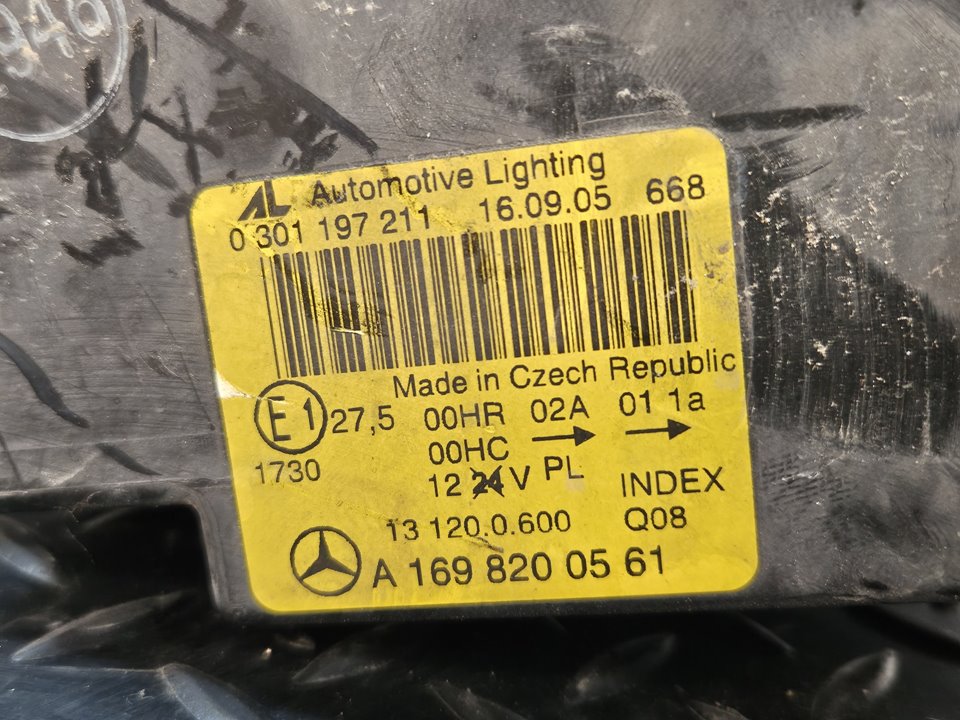 940
AL Automotive Lighting
0 301 197 211 16.09.05 668
Made in Czech Republic
E1 27,5 00HR 02A 01 1a
00HC → →
1730 12 24 V PL INDEX
13 120.0.600 Q08
A 169 820 05 61